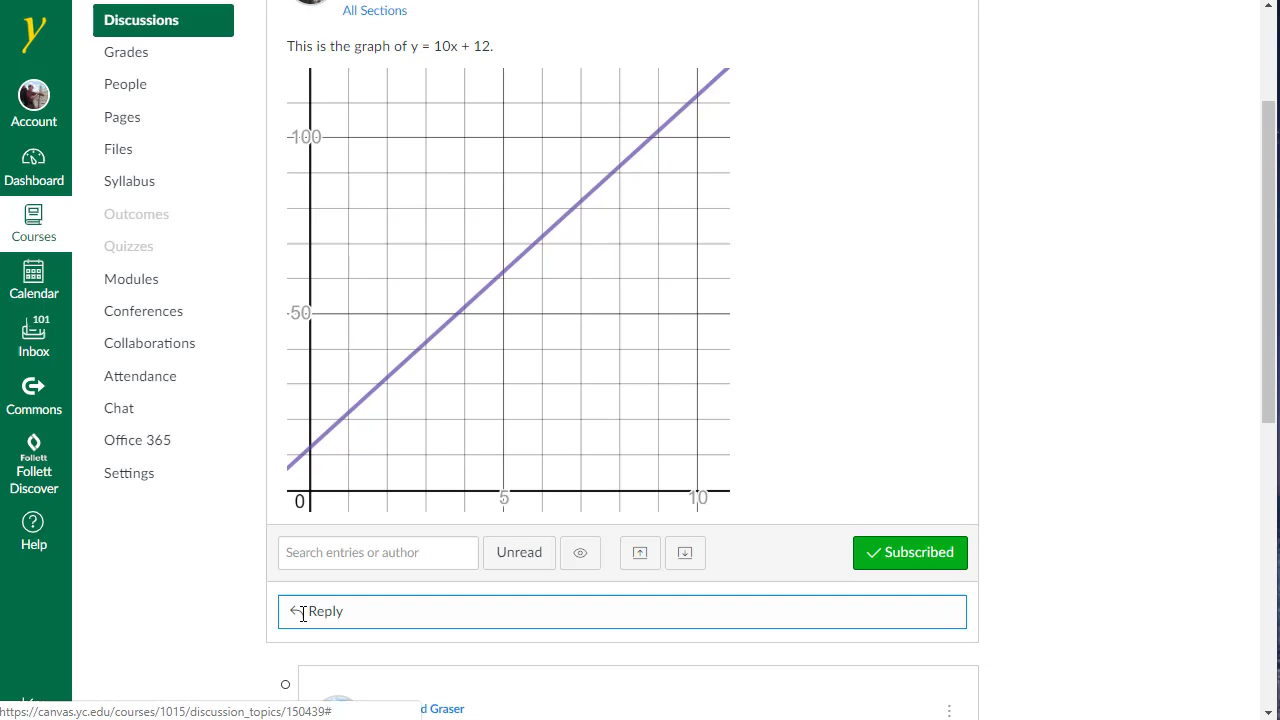 y
Account
Dashboard
Courses
Calendar
101
Inbox
Commons
Follett
Follett
Discover
Help
Discussions
Grades
People
Pages
Files
Syllabus
Outcomes
Quizzes
Modules
Conferences
Collaborations
Attendance
Chat
Office 365
Settings
All Sections
This is the graph of y = 10x + 12.
100
50
0
5
10
Search entries or author
Unread
Subscribed
Reply
d Graser
https://canvas.yc.edu/courses/1015/discussion_topics/150439#